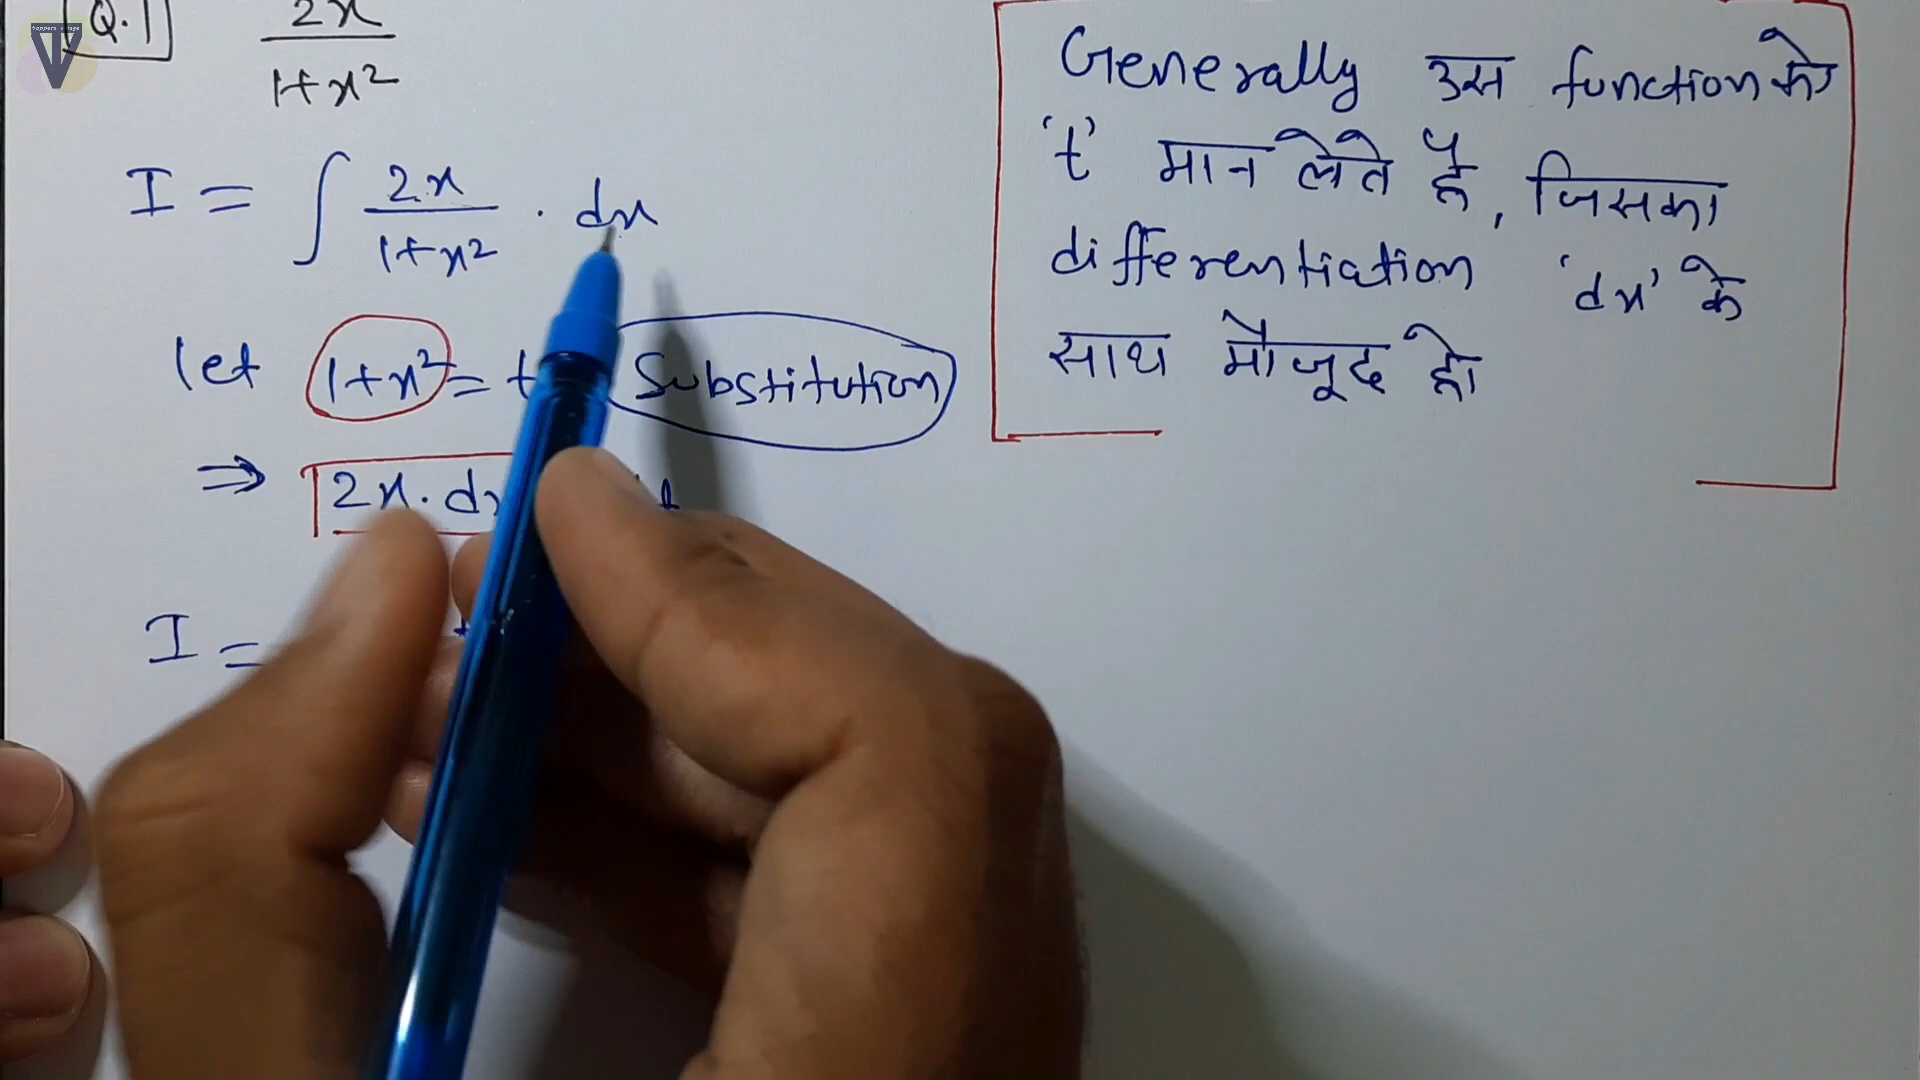 Q.1
2x
1+x²
I = ∫ 2x/1+x² · dx
let 1+x² = t Substitution
⇒ 2x · dx
I =
Generally उस function को
't' मान लेते हैं, जिसका
differentiation 'dx' के
साथ मौजूद हो